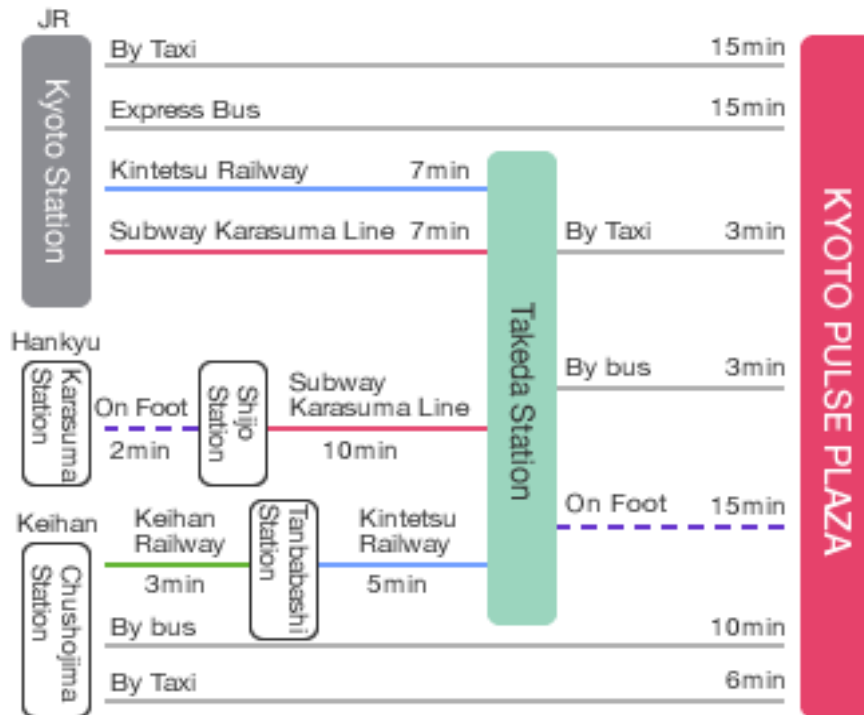 JR
Kyoto Station
By Taxi 15min
Express Bus 15min
Kintetsu Railway 7min
Subway Karasuma Line 7min
Takeda Station
By Taxi 3min
By bus 3min
On Foot 15min
KYOTO PULSE PLAZA
Hankyu
Karasuma
Station
On Foot
2min
Shijo
Station
Subway
Karasuma Line
10min
Keihan
Chushojima
Station
Keihan
Railway
3min
Tanbabashi
Station
Kintetsu
Railway
5min
By bus 10min
By Taxi 6min